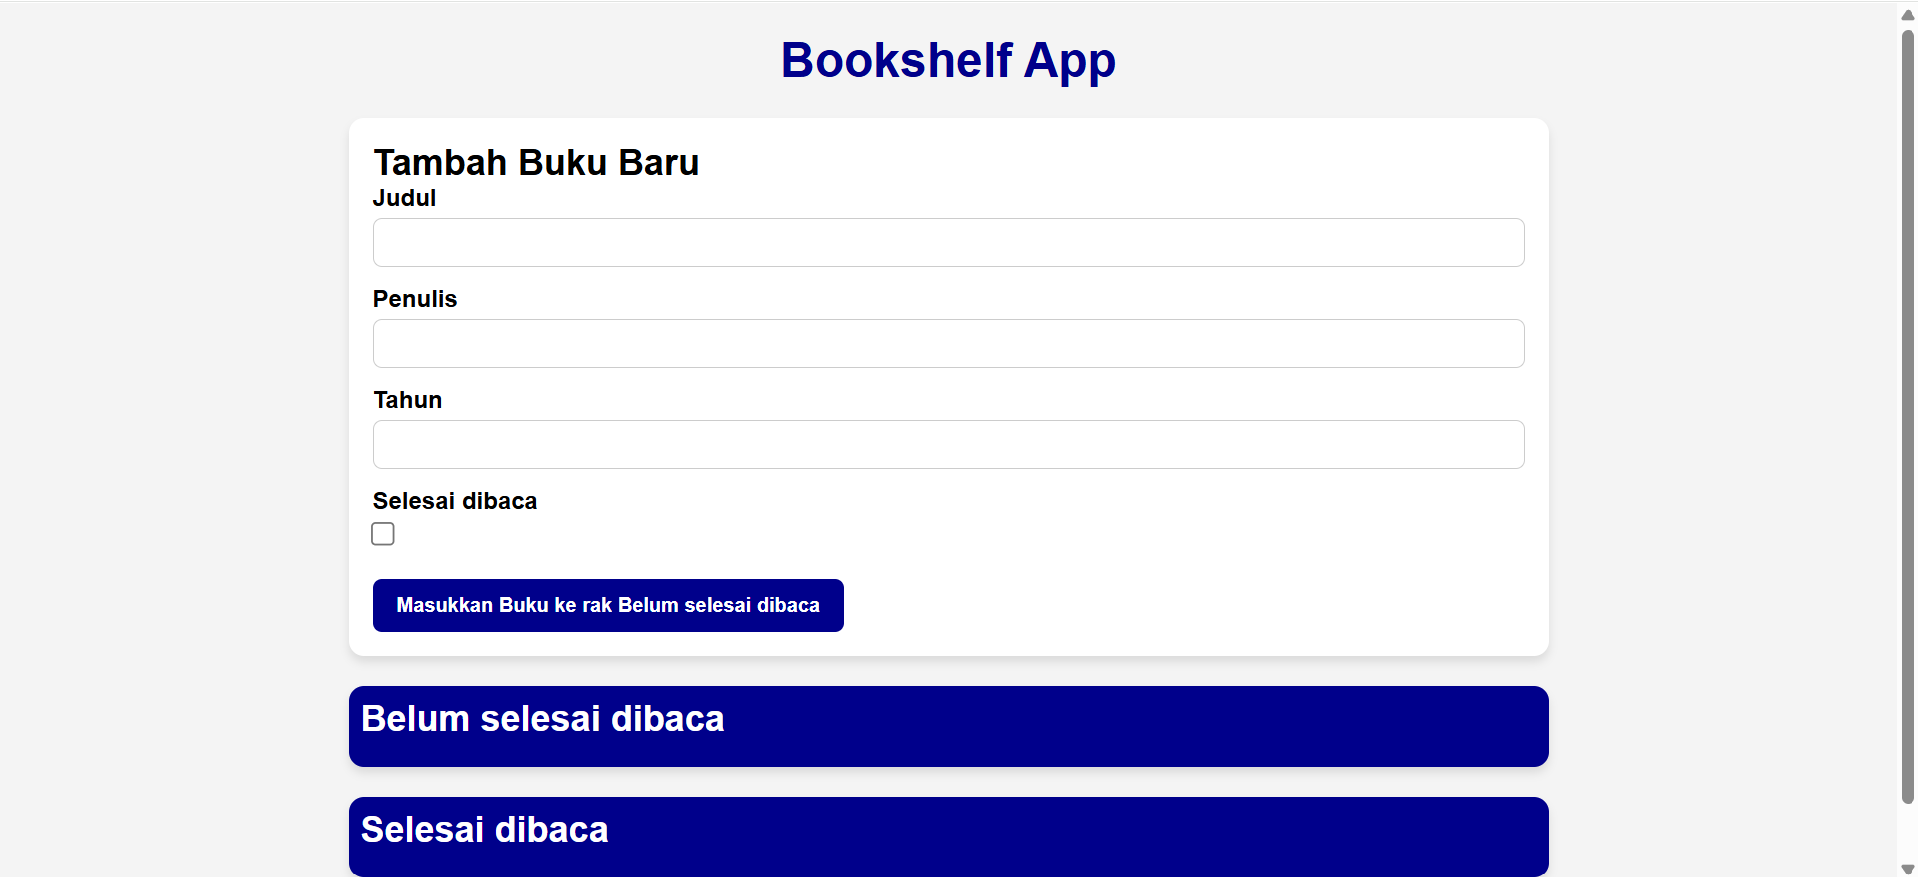 Bookshelf App
Tambah Buku Baru
Judul
Penulis
Tahun
Selesai dibaca
Masukkan Buku ke rak Belum selesai dibaca
Belum selesai dibaca
Selesai dibaca